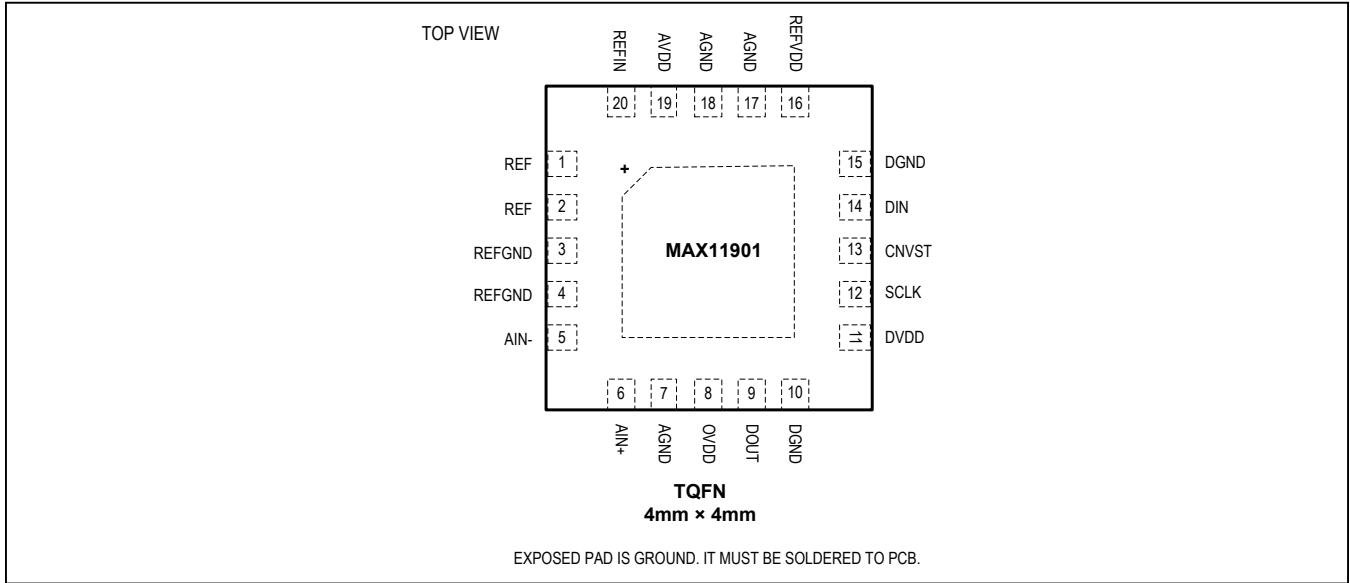 TOP VIEW
REFIN AVDD AGND AGND REFVDD
20 19 18 17 16
REF 1 + 15 DGND
REF 2 14 DIN
REFGND 3 MAX11901 13 CNVST
REFGND 4 12 SCLK
AIN- 5 11 DVDD
6 7 8 9 10
AIN+ AGND OVDD DOUT DGND
TQFN
4mm × 4mm
EXPOSED PAD IS GROUND. IT MUST BE SOLDERED TO PCB.